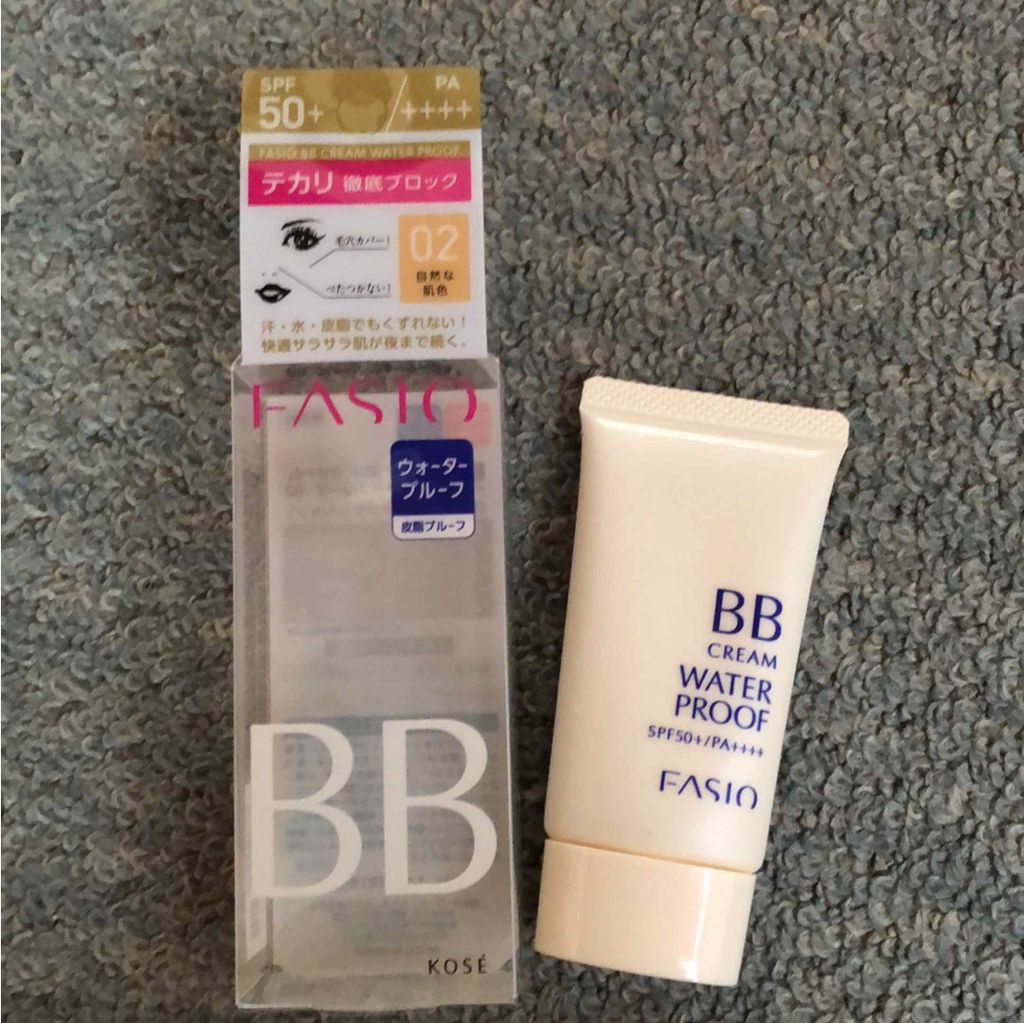 SPF
50+
PA
++++
FASIO BB CREAM WATER PROOF
テカリ 徹底ブロック
毛穴カバー!
02
自然な
肌色
べたつかない!
汗・水・皮脂でもくずれない!
快適サラサラ肌が夜まで続く。
FASIO
ウォーター
プルーフ
皮脂プルーフ
BB
KOSÉ
BB
CREAM
WATER
PROOF
SPF50+/PA++++
FASIO